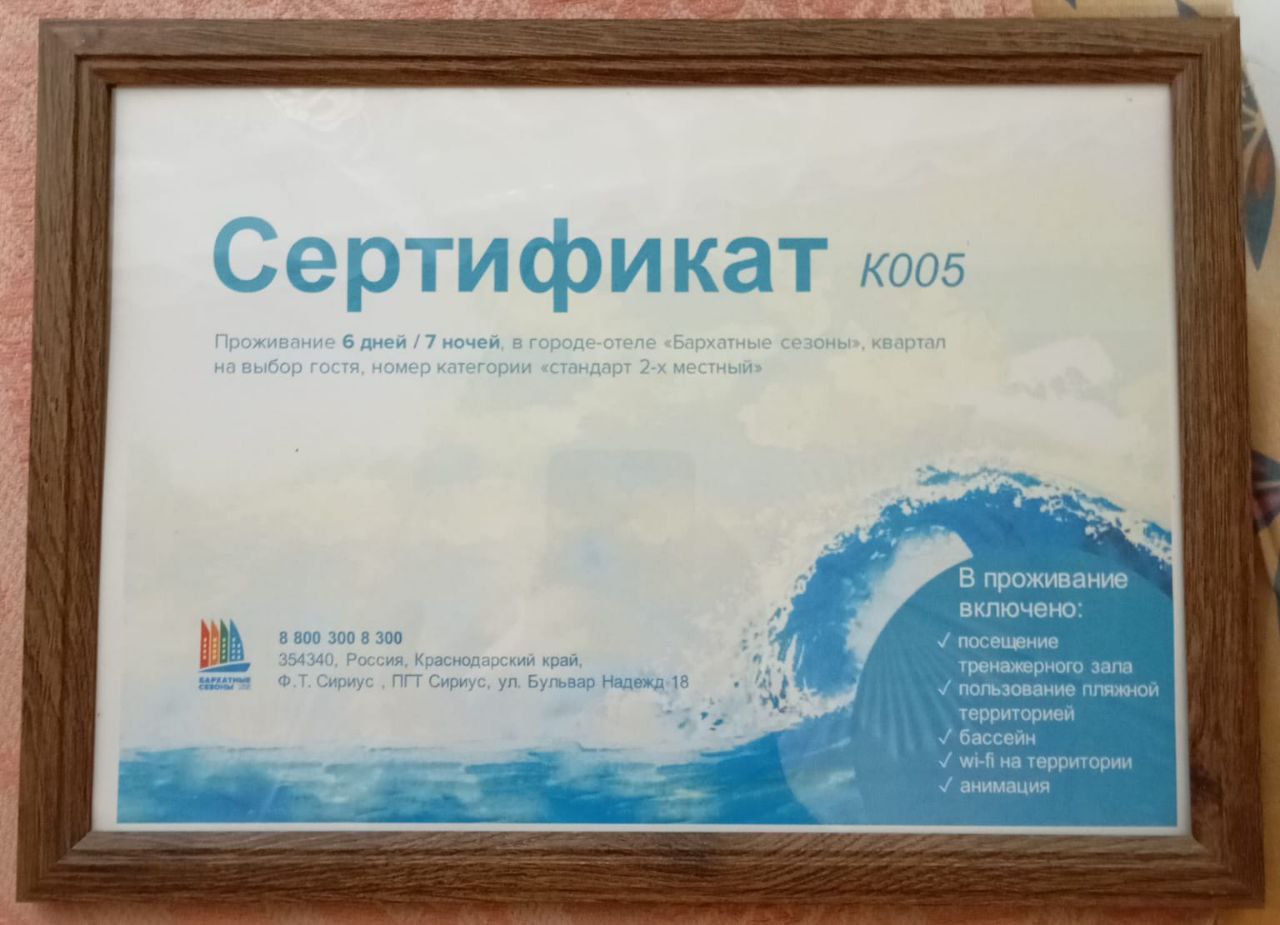 Сертификат К005
Проживание 6 дней / 7 ночей, в городе-отеле «Бархатные сезоны», квартал
на выбор гостя, номер категории «стандарт 2-х местный»
8 800 300 8 300
354340, Россия, Краснодарский край,
Ф.Т. Сириус , ПГТ Сириус, ул. Бульвар Надежд 18
БАРХАТНЫЕ
СЕЗОНЫ
В проживание
включено:
✓ посещение
тренажерного зала
✓ пользование пляжной
территорией
✓ бассейн
✓ wi-fi на территории
✓ анимация